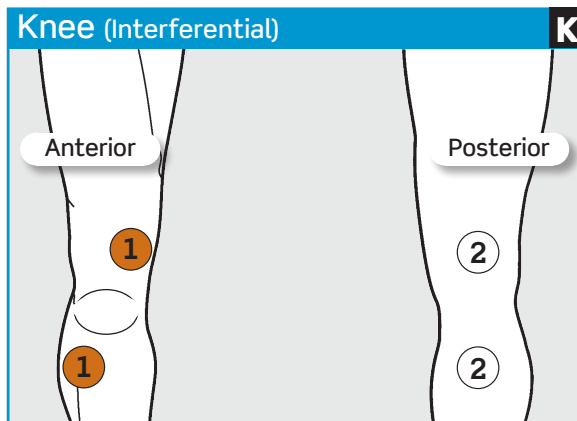 Knee (Interferential) K
Anterior Posterior
1 2
1 2